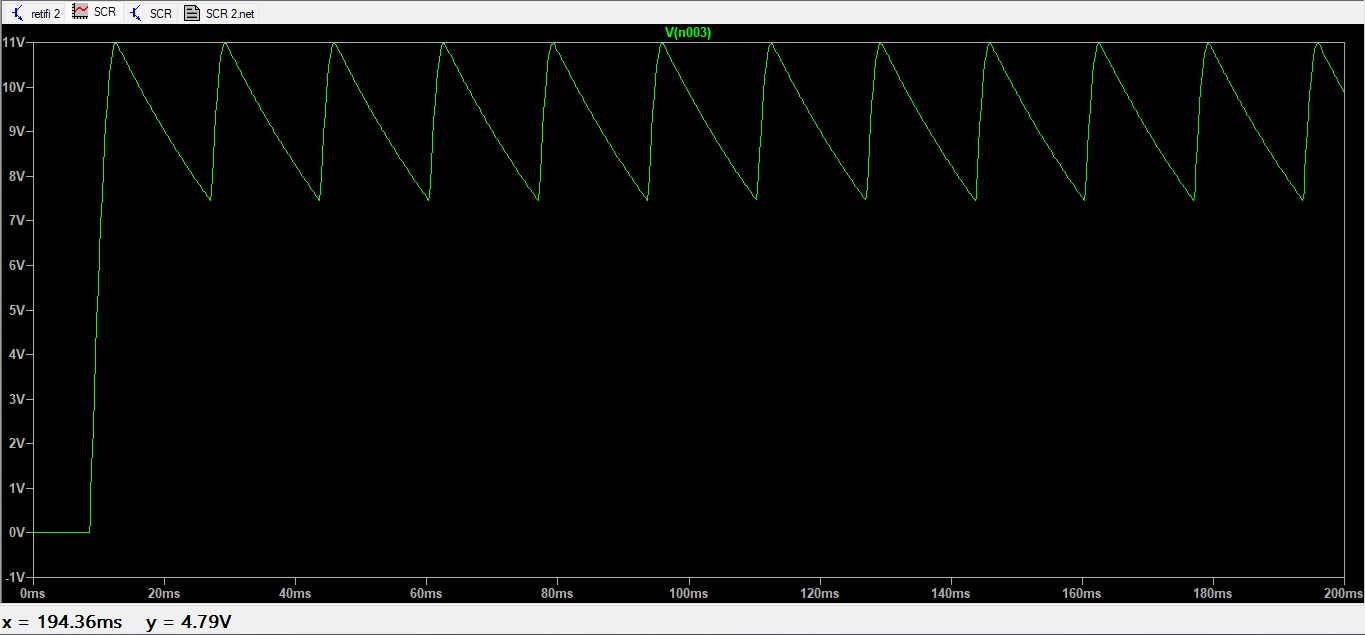 retifi 2 SCR SCR SCR 2.net
V(n003)
11V
10V
9V
8V
7V
6V
5V
4V
3V
2V
1V
0V
-1V
0ms 20ms 40ms 60ms 80ms 100ms 120ms 140ms 160ms 180ms 200ms
x = 194.36ms y = 4.79V